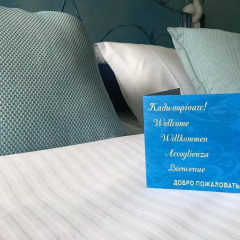 Καλωσορίσατε!
Wellcome
Willkommen
Accoglienza
Bienvenue
ДОБРО ПОЖАЛОВАТЬ